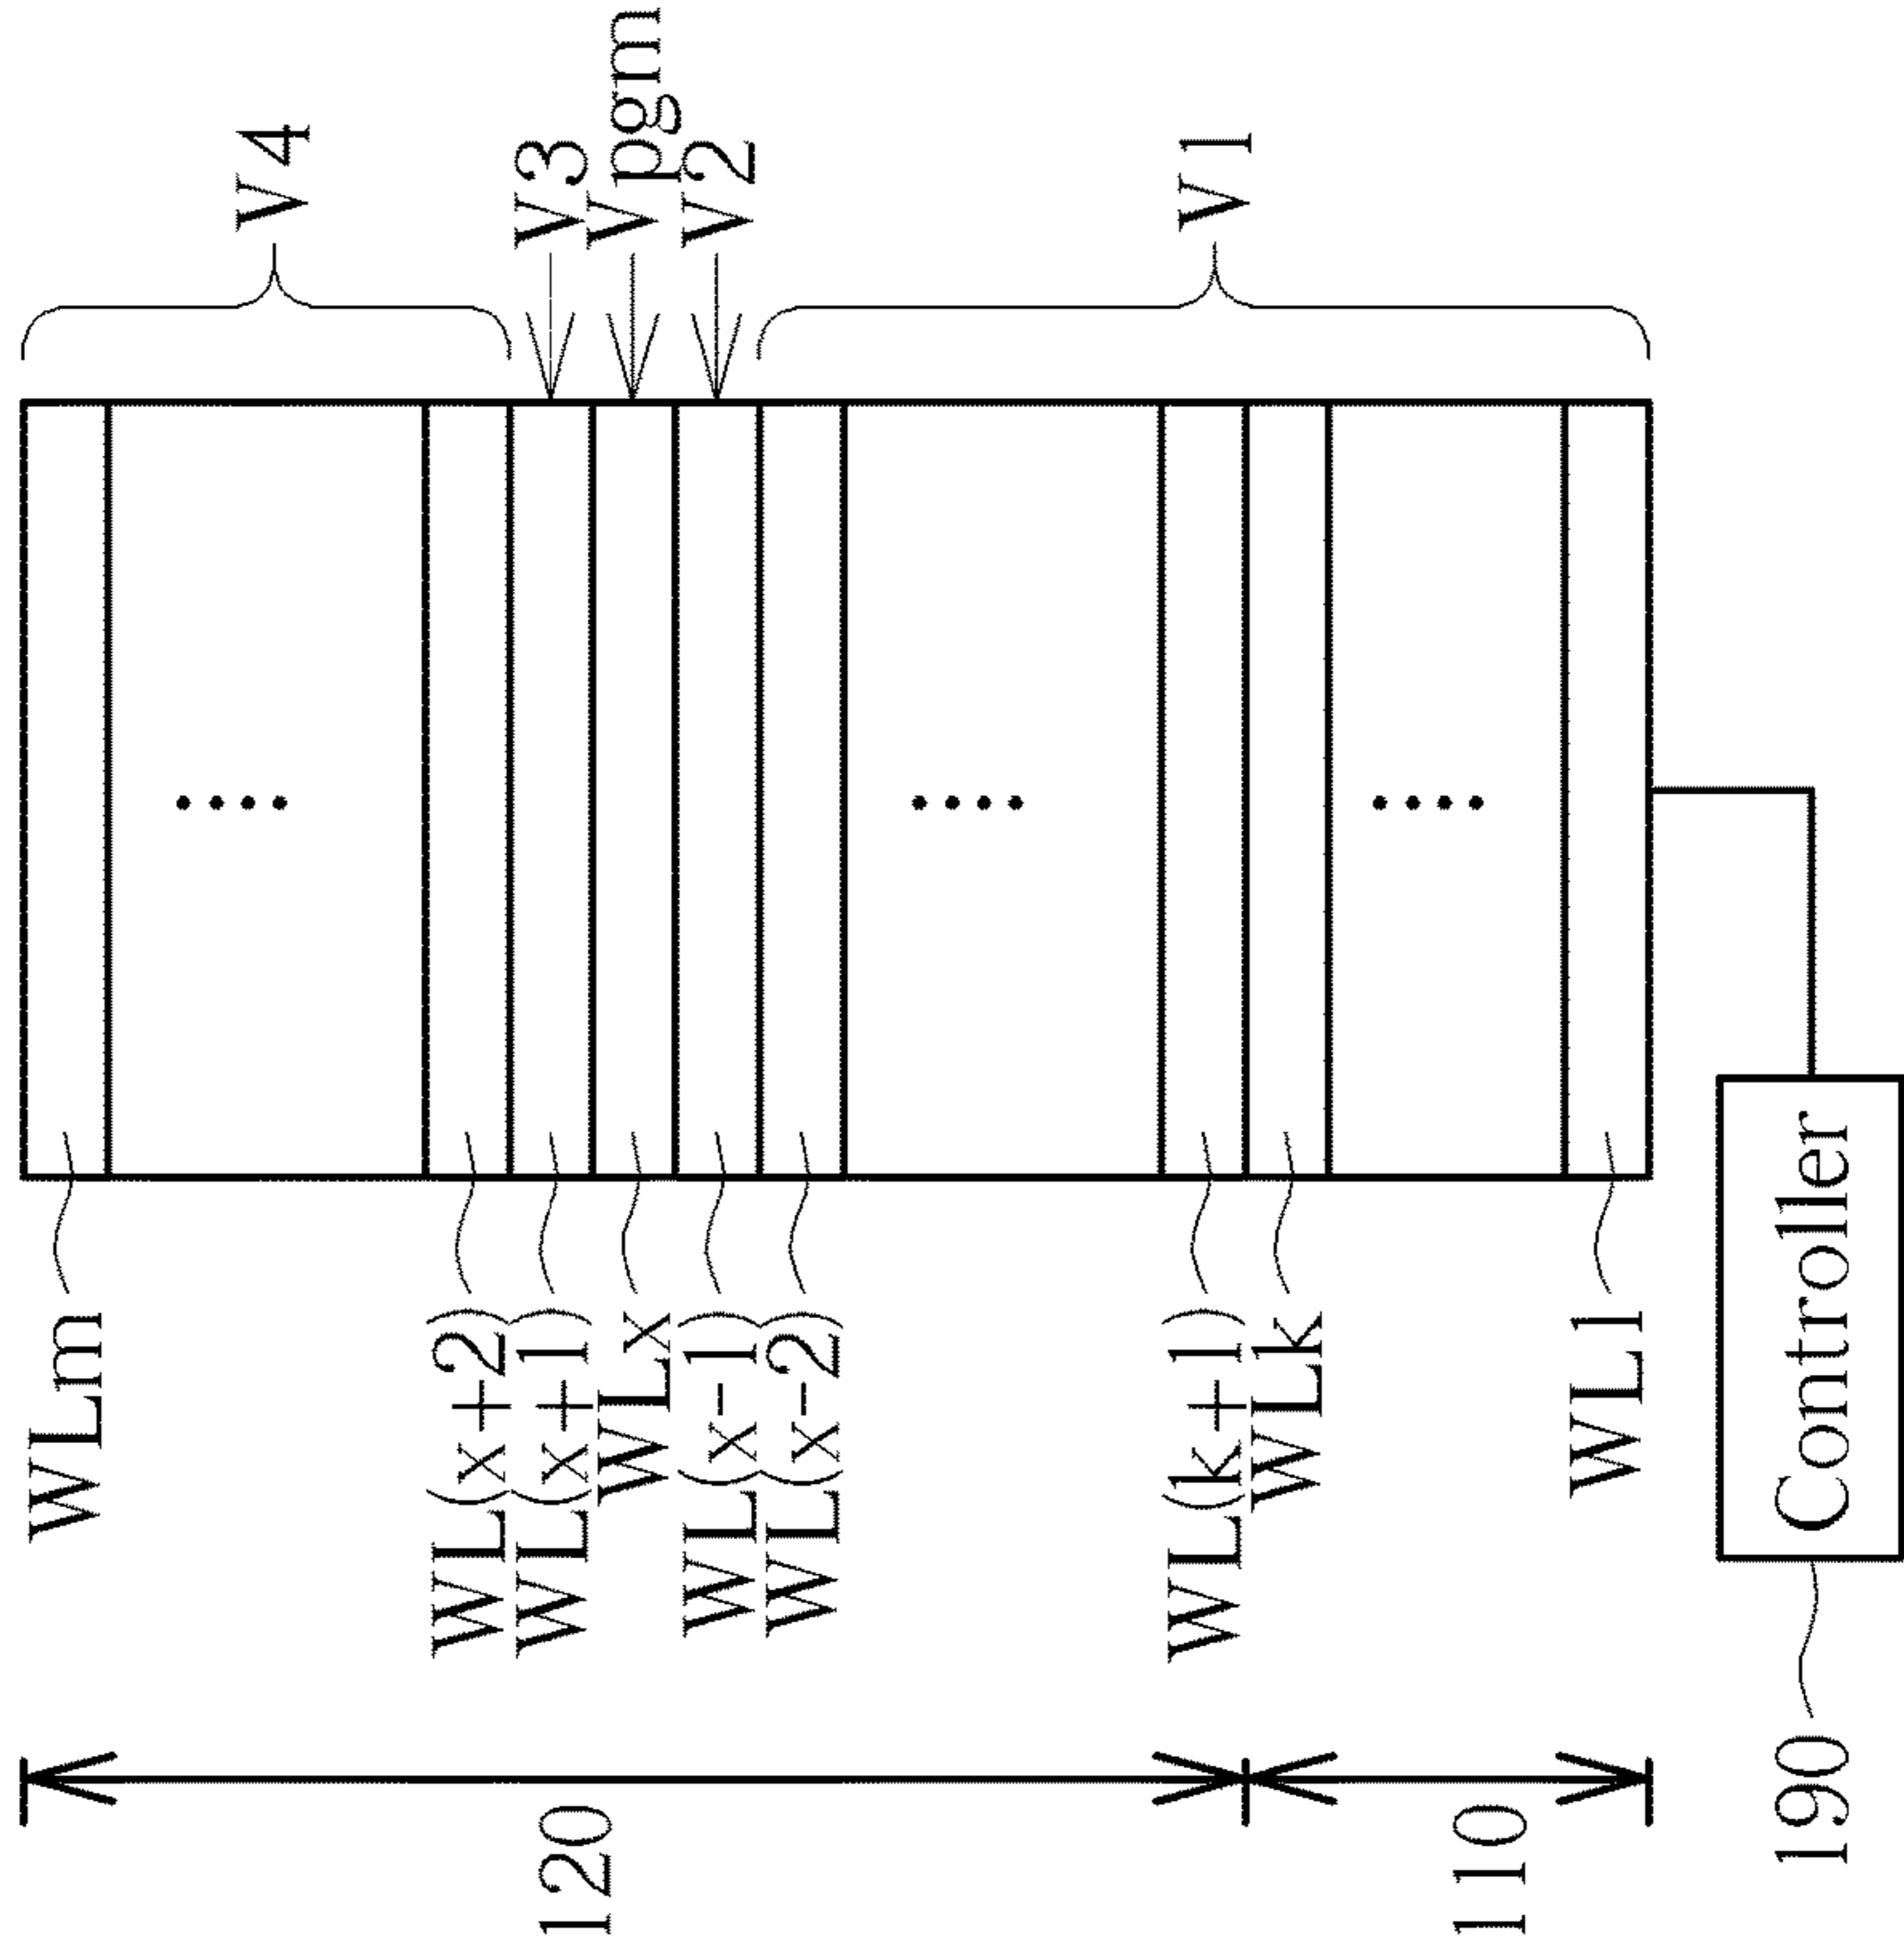 WLm
WL(x+2)
WL(x+1)
WLx
WL(x-1)
WL(x-2)
WL(k+1)
WLk
WL1
V4
V3
Vpgm
V2
V1
120
110
190
Controller